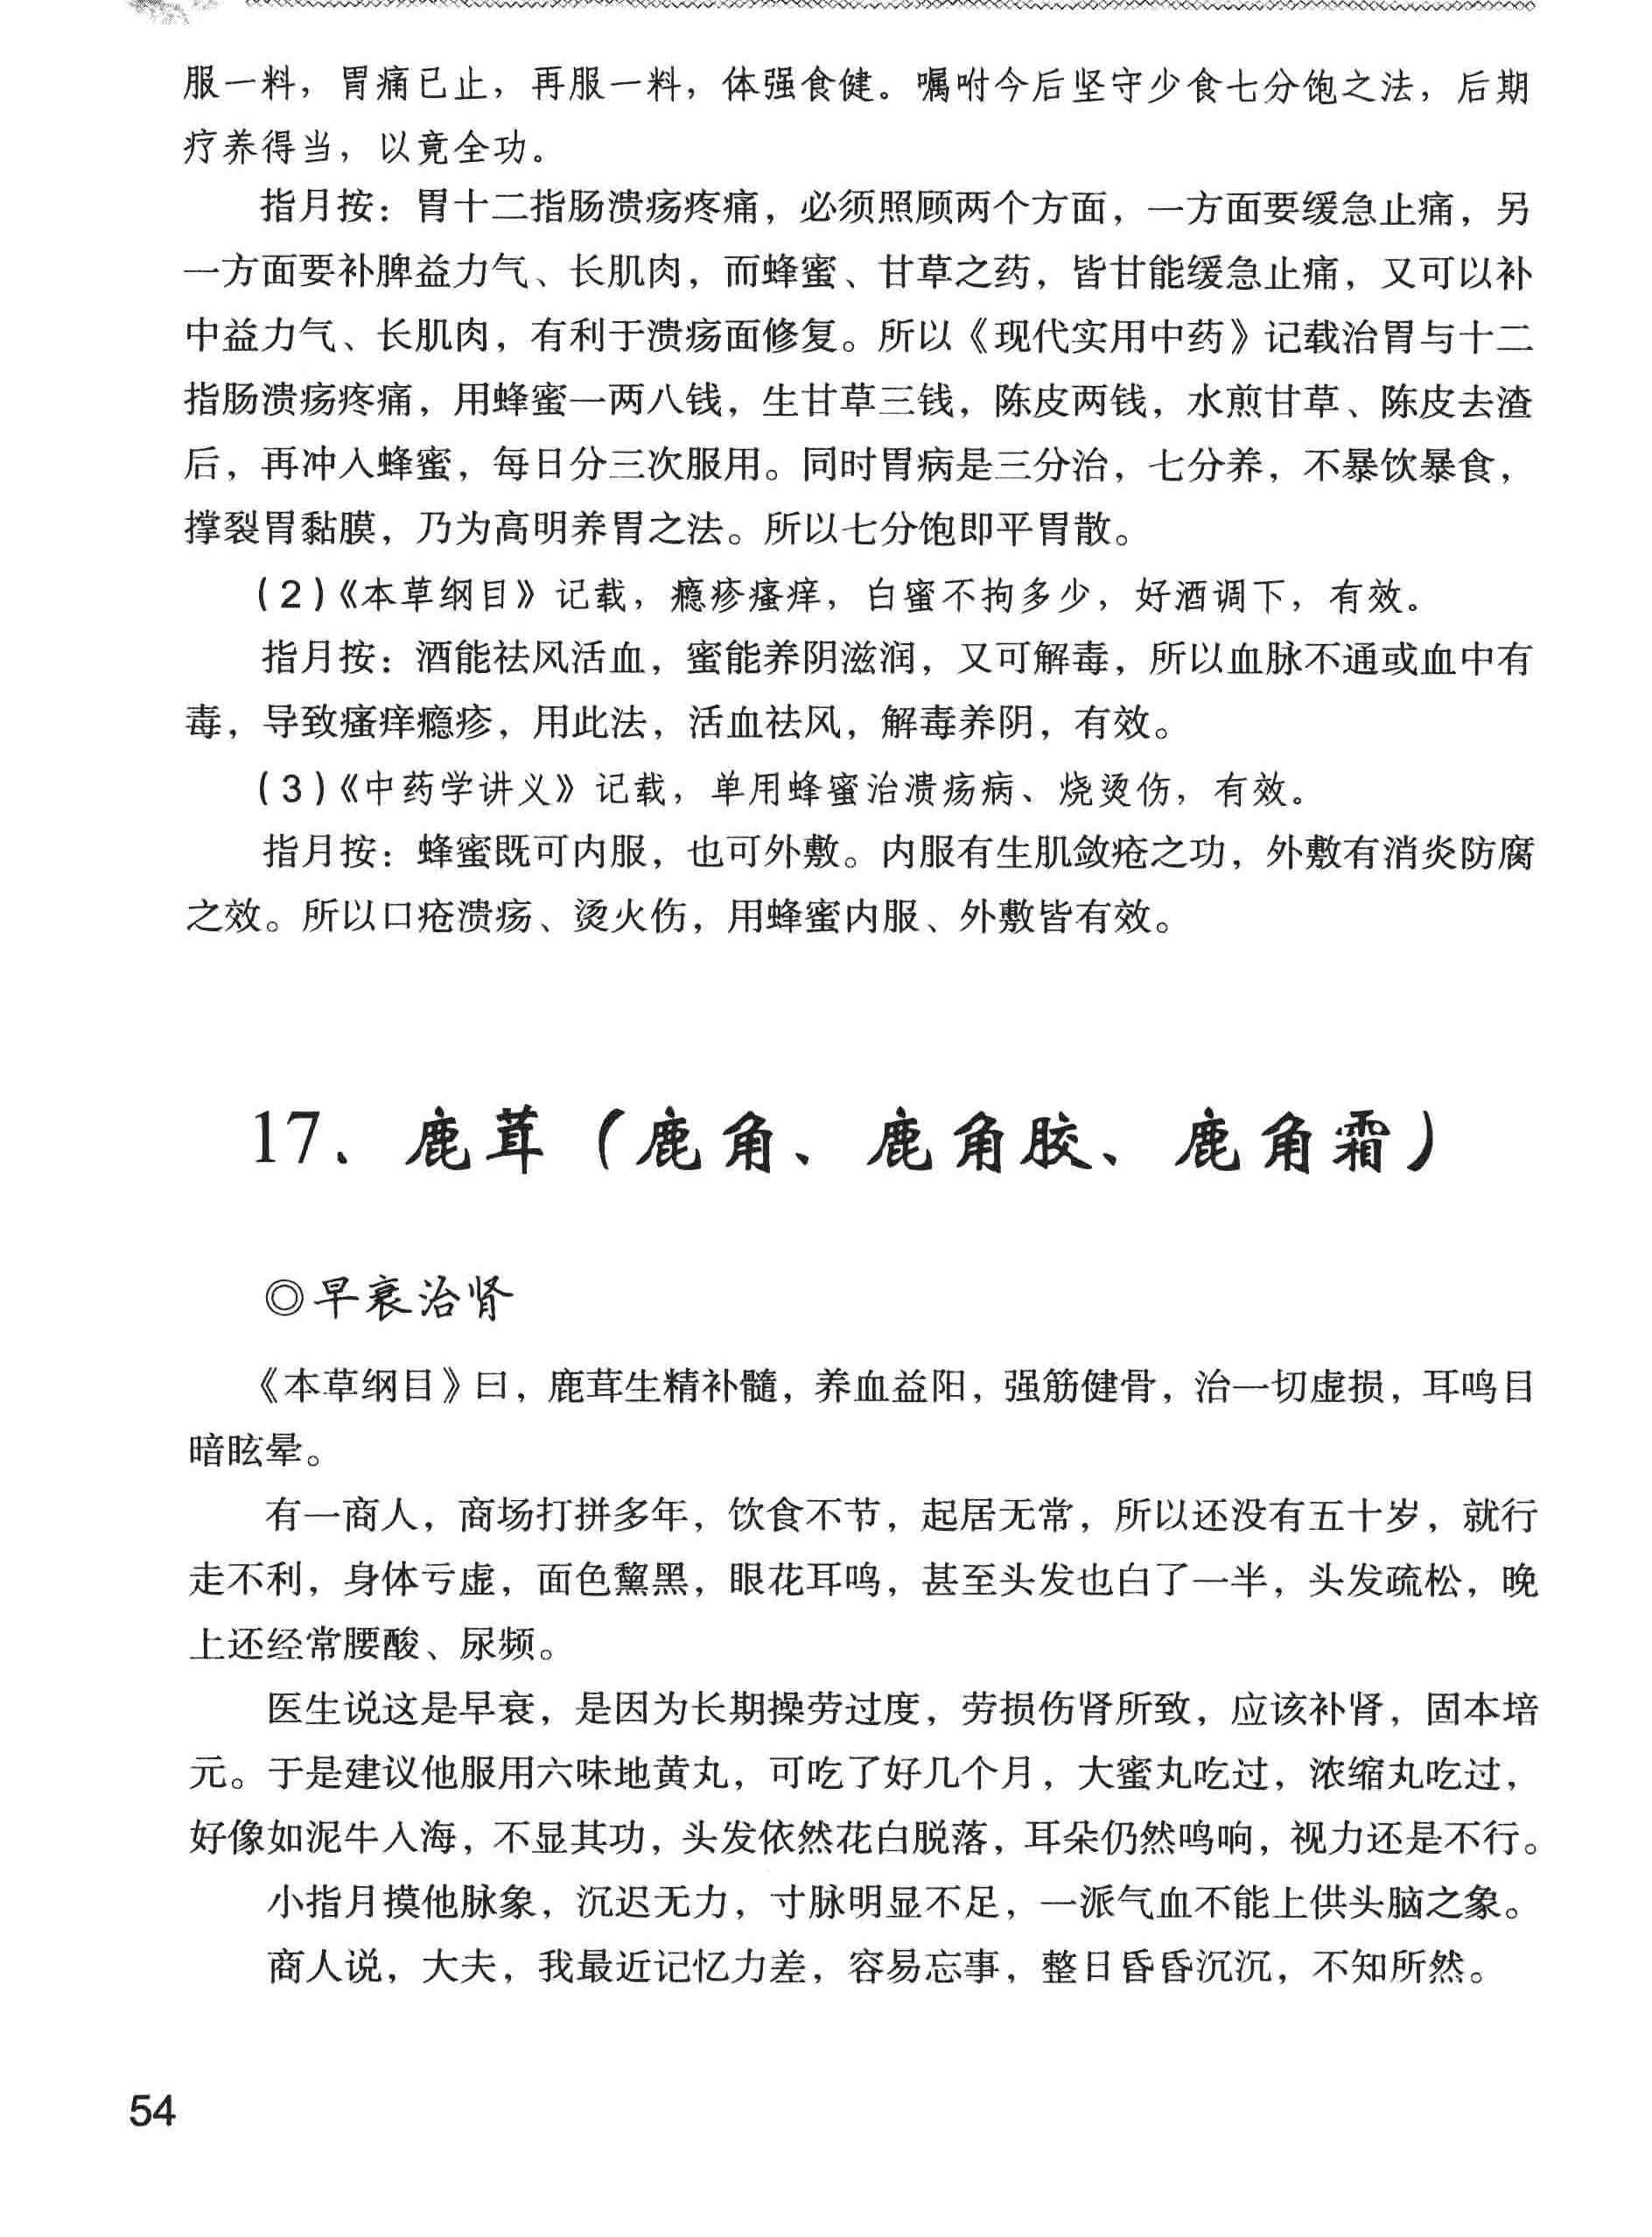 服一料，胃痛已止，再服一料，体强食健。嘱咐今后坚守少食七分饱之法，后期
疗养得当，以竟全功。
指月按：胃十二指肠溃疡疼痛，必须照顾两个方面，一方面要缓急止痛，另
一方面要补脾益力气、长肌肉，而蜂蜜、甘草之药，皆甘能缓急止痛，又可以补
中益力气、长肌肉，有利于溃疡面修复。所以《现代实用中药》记载治胃与十二
指肠溃疡疼痛，用蜂蜜一两八钱，生甘草三钱，陈皮两钱，水煎甘草、陈皮去渣
后，再冲入蜂蜜，每日分三次服用。同时胃病是三分治，七分养，不暴饮暴食，
撑裂胃黏膜，乃为高明养胃之法。所以七分饱即平胃散。
（2）《本草纲目》记载，瘾疹瘙痒，白蜜不拘多少，好酒调下，有效。
指月按：酒能祛风活血，蜜能养阴滋润，又可解毒，所以血脉不通或血中有
毒，导致瘙痒瘾疹，用此法，活血祛风，解毒养阴，有效。
（3）《中药学讲义》记载，单用蜂蜜治溃疡病、烧烫伤，有效。
指月按：蜂蜜既可内服，也可外敷。内服有生肌敛疮之功，外敷有消炎防腐
之效。所以口疮溃疡、烫火伤，用蜂蜜内服、外敷皆有效。
17、鹿茸（鹿角、鹿角胶、鹿角霜）
◎早衰治肾
《本草纲目》曰，鹿茸生精补髓，养血益阳，强筋健骨，治一切虚损，耳鸣目
暗眩晕。
有一商人，商场打拼多年，饮食不节，起居无常，所以还没有五十岁，就行
走不利，身体亏虚，面色黧黑，眼花耳鸣，甚至头发也白了一半，头发疏松，晚
上还经常腰酸、尿频。
医生说这是早衰，是因为长期操劳过度，劳损伤肾所致，应该补肾，固本培
元。于是建议他服用六味地黄丸，可吃了好几个月，大蜜丸吃过，浓缩丸吃过，
好像如泥牛入海，不显其功，头发依然花白脱落，耳朵仍然鸣响，视力还是不行。
小指月摸他脉象，沉迟无力，寸脉明显不足，一派气血不能上供头脑之象。
商人说，大夫，我最近记忆力差，容易忘事，整日昏昏沉沉，不知所然。
54